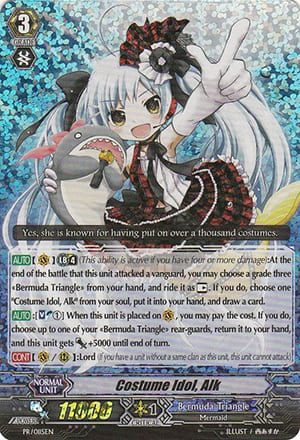 3
GRADE
Yes, she is known for having put on over a thousand costumes.
AUTO 4 (This ability is active if you have four or more damage):At the
end of the battle that this unit attacked a vanguard, you may choose a grade three
«Bermuda Triangle» from your hand, and ride it as . If you do, choose one
"Costume Idol, Alk" from your soul, put it into your hand, and draw a card.
AUTO :[ ] When this unit is placed on , you may pay the cost. If you do,
choose up to one of your «Bermuda Triangle» rear-guards, return it to your hand,
and this unit gets +5000 until end of turn.
CONT :Lord (If you have a unit without a same clan as this unit, this unit cannot attack)
NORMAL
UNIT
Costume Idol, Alk
POWER
11000
1
CRITICAL
Bermuda Triangle
Mermaid
PR/0115EN
ILLUST